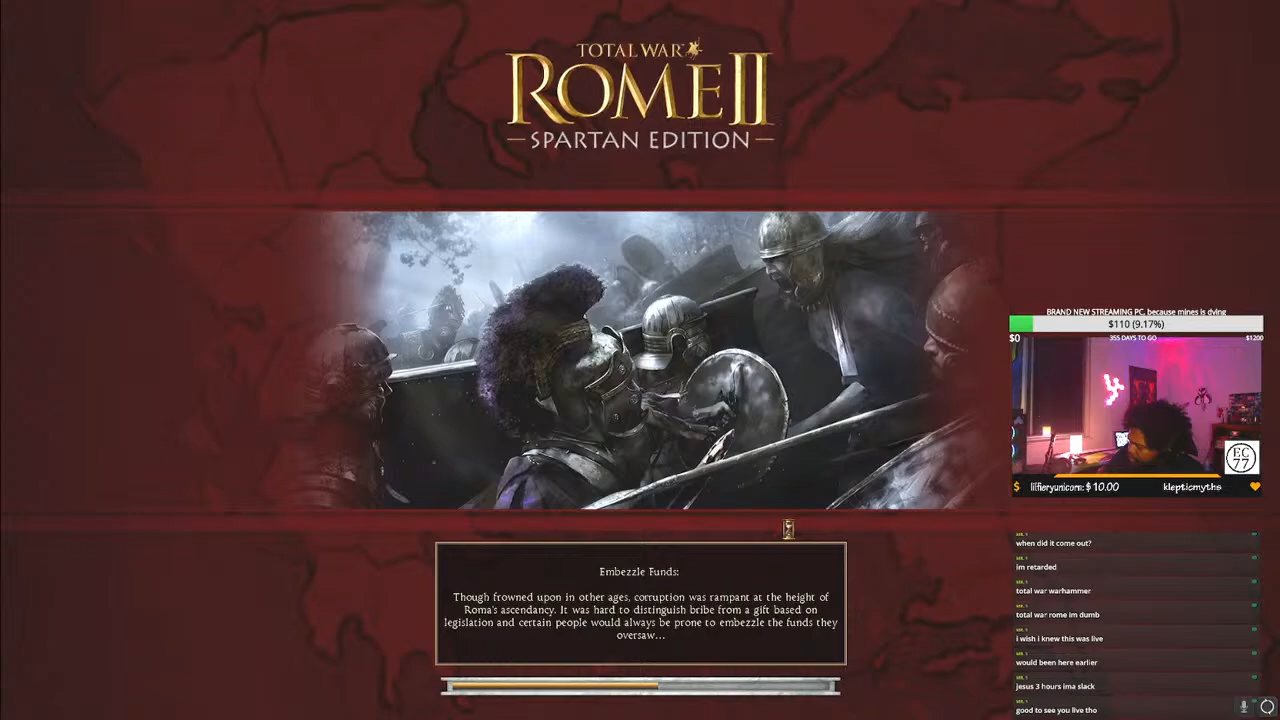 TOTAL WAR
ROME II
SPARTAN EDITION
BRAND NEW STREAMING PC, because mines is dying
$110 (9.17%)
$0
355 DAYS TO GO
$1200
EC
77
$ liffieryunicorn: $10.00
klepticmyths
when did it come out?
im retarded
total war warhammer
total war rome im dumb
i wish i knew this was live
would been here earlier
jesus 3 hours ima slack
good to see you live tho
Embezzle Funds:
Though frowned upon in other ages, corruption was rampant at the height of
Roma's ascendancy. It was hard to distinguish bribe from a gift based on
legislation and certain people would always be prone to embezzle the funds they
oversaw...